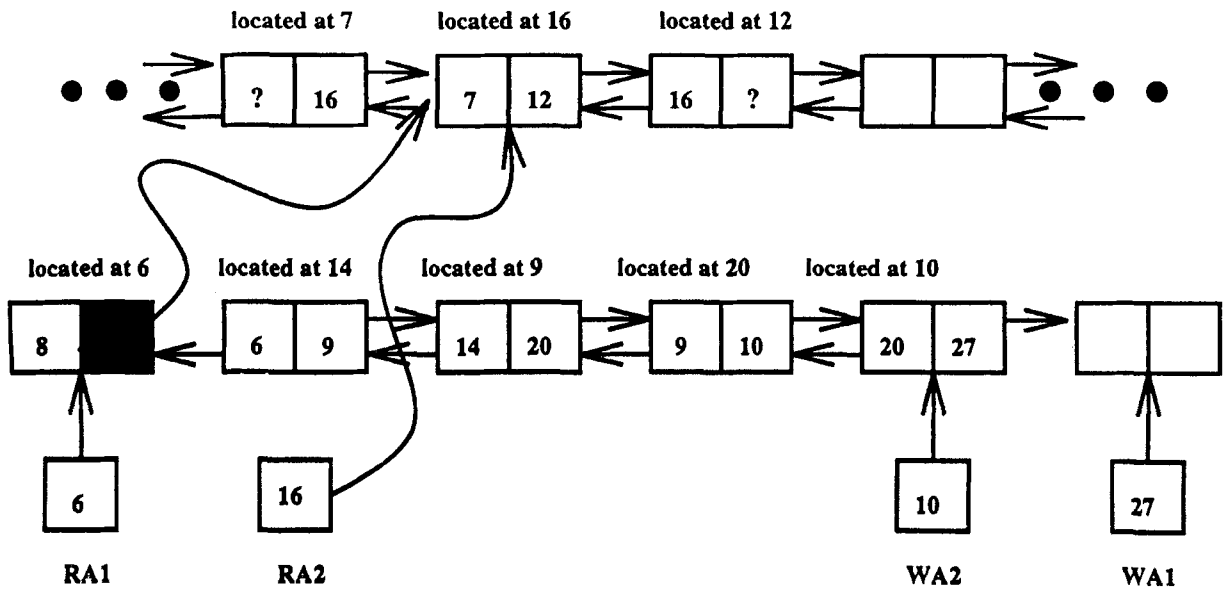 located at 7 located at 16 located at 12
? 16 7 12 16 ?
located at 6 located at 14 located at 9 located at 20 located at 10
8 6 9 14 20 9 10 20 27
6 16 10 27
RA1 RA2 WA2 WA1